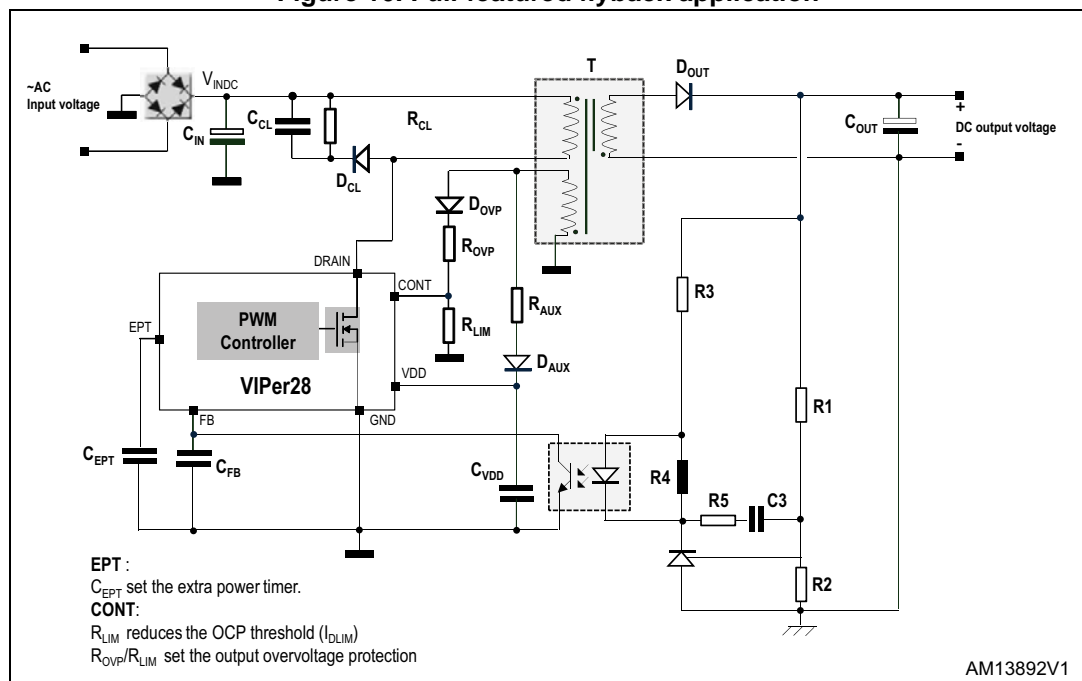 Figure 10. Full-featured flyback application
~AC
Input voltage
VINDC
CIN
CCL
RCL
DCL
T
DOUT
COUT
+
DC output voltage
-
DOVP
ROVP
DRAIN
CONT
RLIM
RAUX
DAUX
R3
R1
EPT
PWM
Controller
VIPer28
VDD
FB
GND
CEPT
CFB
CVDD
R4
R5
C3
R2
EPT :
CEPT set the extra power timer.
CONT:
RLIM reduces the OCP threshold (IDLIM)
ROVP/RLIM set the output overvoltage protection
AM13892V1